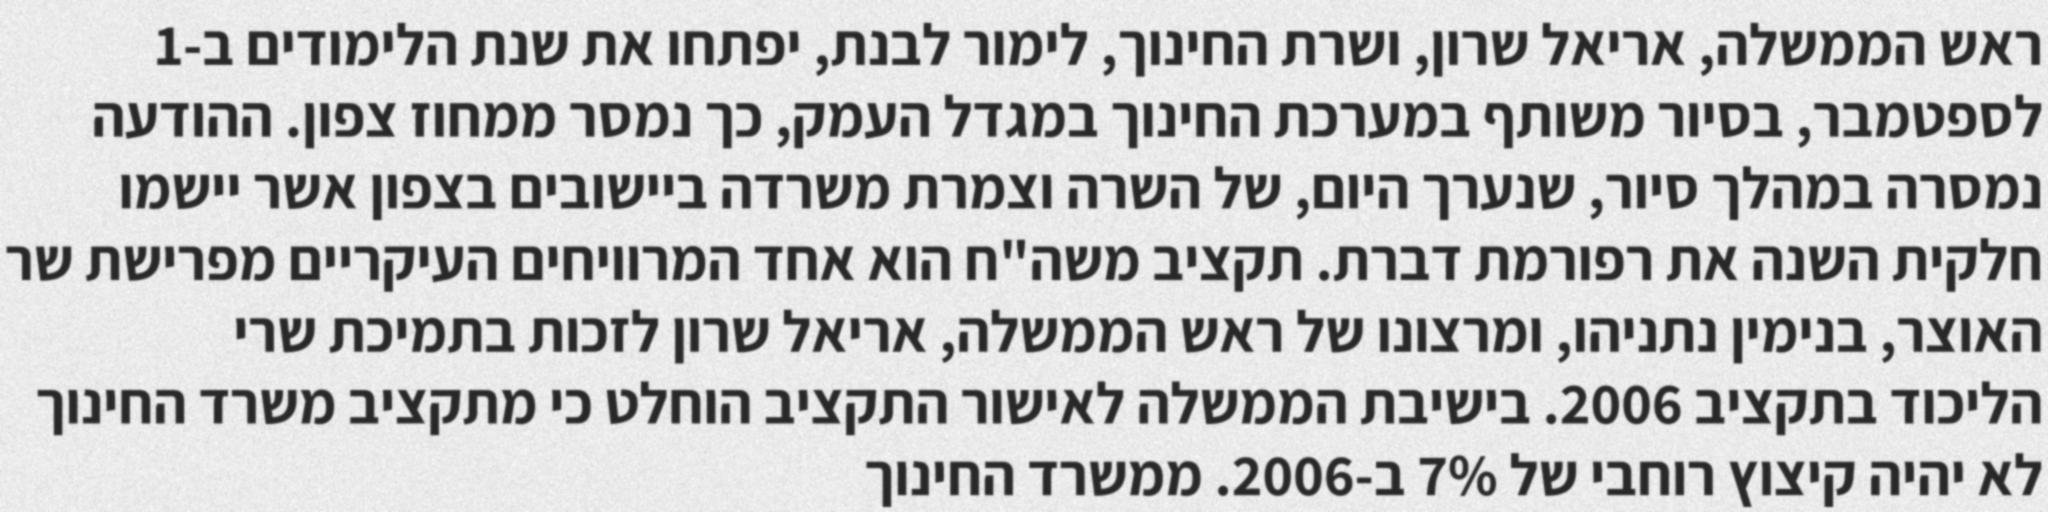 ראש הממשלה, אריאל שרון, ושרת החינוך, לימור לבנת, יפתחו את שנת הלימודים ב-1
לספטמבר, בסיור משותף במערכת החינוך במגדל העמק, כך נמסר ממחוז צפון. ההודעה
נמסרה במהלך סיור, שנערך היום, של השרה וצמרת משרדה ביישובים בצפון אשר יישמו
חלקית השנה את רפורמת דברת. תקציב משה"ח הוא אחד המרוויחים העיקריים מפרישת שר
האוצר, בנימין נתניהו, ומרצונו של ראש הממשלה, אריאל שרון לזכות בתמיכת שרי
הליכוד בתקציב 2006. בישיבת הממשלה לאישור התקציב הוחלט כי מתקציב משרד החינוך
לא יהיה קיצוץ רוחבי של 7% ב-2006. ממשרד החינוך